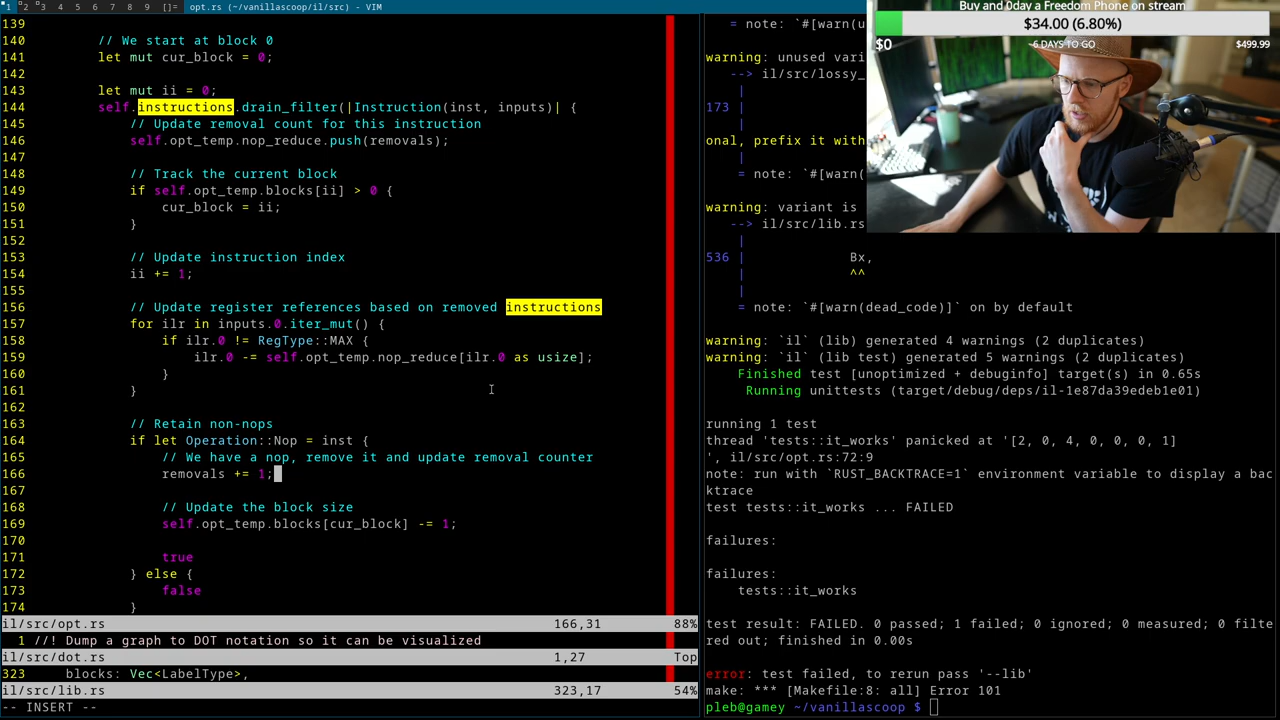 1 2 3 4 5 6 7 8 9 []= opt.rs (~/vanillascoop/il/src) - VIM
139
140 // We start at block 0
141 let mut cur_block = 0;
142
143 let mut ii = 0;
144 self.instructions.drain_filter(|Instruction(inst, inputs)| {
145 // Update removal count for this instruction
146 self.opt_temp.nop_reduce.push(removals);
147
148 // Track the current block
149 if self.opt_temp.blocks[ii] > 0 {
150 cur_block = ii;
151 }
152
153 // Update instruction index
154 ii += 1;
155
156 // Update register references based on removed instructions
157 for ilr in inputs.0.iter_mut() {
158 if ilr.0 != RegType::MAX {
159 ilr.0 -= self.opt_temp.nop_reduce[ilr.0 as usize];
160 }
161 }
162
163 // Retain non-nops
164 if let Operation::Nop = inst {
165 // We have a nop, remove it and update removal counter
166 removals += 1;
167
168 // Update the block size
169 self.opt_temp.blocks[cur_block] -= 1;
170
171 true
172 } else {
173 false
174 }
il/src/opt.rs 166,31 88%
1 //! Dump a graph to DOT notation so it can be visualized
il/src/dot.rs 1,27 Top
323 blocks: Vec<LabelType>,
il/src/lib.rs 323,17 54%
-- INSERT --
= note: `#[warn(u
warning: unused vari
--> il/src/lossy_
|
173 |
|
onal, prefix it with
|
= note: `#[warn(
warning: variant is
--> il/src/lib.rs
|
536 | Bx,
| ^^
|
= note: `#[warn(dead_code)]` on by default
warning: `il` (lib) generated 4 warnings (2 duplicates)
warning: `il` (lib test) generated 5 warnings (2 duplicates)
Finished test [unoptimized + debuginfo] target(s) in 0.65s
Running unittests (target/debug/deps/il-1e87da39edeb1e01)
running 1 test
thread 'tests::it_works' panicked at '[2, 0, 4, 0, 0, 0, 1]
', il/src/opt.rs:72:9
note: run with `RUST_BACKTRACE=1` environment variable to display a bac
ktrace
test tests::it_works ... FAILED
failures:
failures:
tests::it_works
test result: FAILED. 0 passed; 1 failed; 0 ignored; 0 measured; 0 filte
red out; finished in 0.00s
error: test failed, to rerun pass '--lib'
make: *** [Makefile:8: all] Error 101
pleb@gamey ~/vanillascoop $
Buy and 0day a Freedom Phone on stream
$34.00 (6.80%)
$0 6 DAYS TO GO $499.99